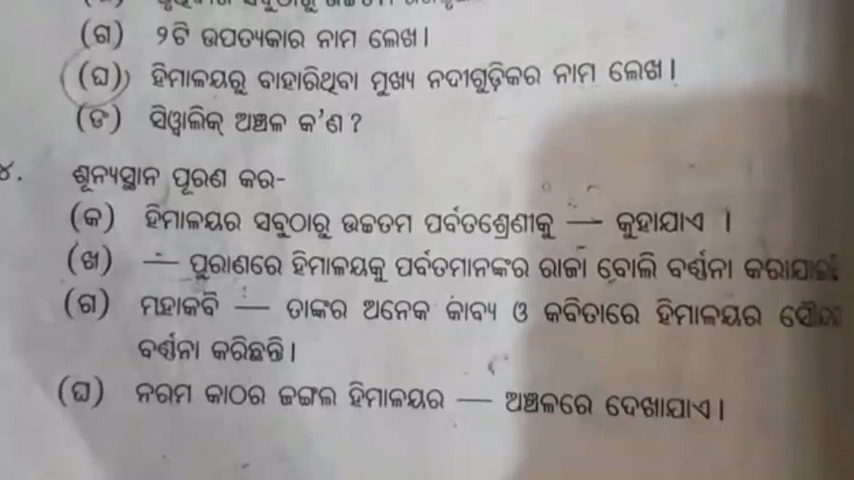 (ଗ) ୨ଟି ଉପତ୍ୟକାର ନାମ ଲେଖ।
(ଘ) ହିମାଳୟରୁ ବାହାରିଥିବା ମୁଖ୍ୟ ନଦୀଗୁଡ଼ିକର ନାମ ଲେଖ।
(ଙ) ସିୱାଲିକ୍ ଅଞ୍ଚଳ କ'ଣ ?
୪. ଶୂନ୍ୟସ୍ଥାନ ପୂରଣ କର-
(କ) ହିମାଳୟର ସବୁଠାରୁ ଉଚ୍ଚତମ ପର୍ବତଶ୍ରେଣୀକୁ — କୁହାଯାଏ ।
(ଖ) — ପୁରାଣରେ ହିମାଳୟକୁ ପର୍ବତମାନଙ୍କର ରାଜା ବୋଲି ବର୍ଣ୍ଣନା
(ଗ) ମହାକବି — ତାଙ୍କର ଅନେକ କାବ୍ୟ ଓ କବିତାରେ ହିମାଳୟର
ବର୍ଣ୍ଣନା କରିଛନ୍ତି।
(ଘ) ନରମ କାଠର ଜଙ୍ଗଲ ହିମାଳୟର — ଅଞ୍ଚଳରେ ଦେଖାଯାଏ।